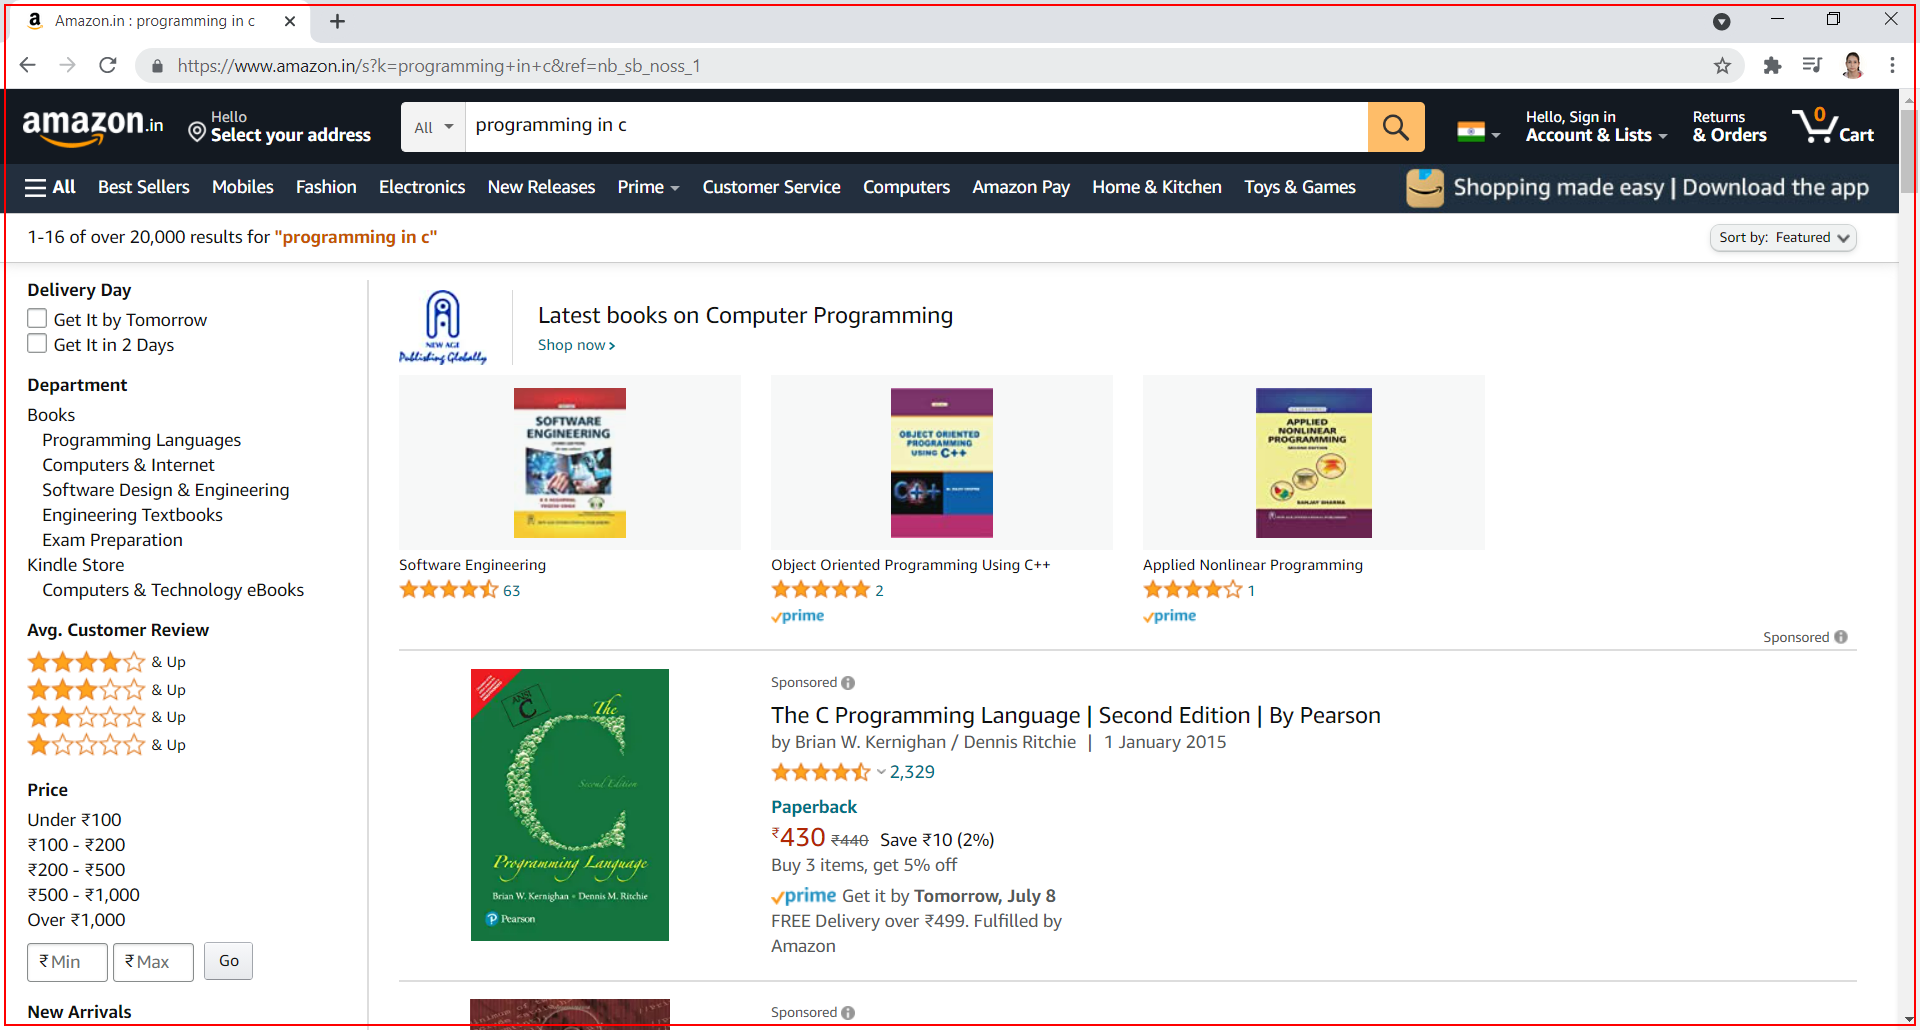 Amazon.in : programming in c
https://www.amazon.in/s?k=programming+in+c&ref=nb_sb_noss_1
amazon.in
Hello
Select your address
All
programming in c
Hello, Sign in
Account & Lists
Returns
& Orders
0
Cart
All Best Sellers Mobiles Fashion Electronics New Releases Prime Customer Service Computers Amazon Pay Home & Kitchen Toys & Games Shopping made easy | Download the app
1-16 of over 20,000 results for "programming in c"
Sort by: Featured
Delivery Day
Get It by Tomorrow
Get It in 2 Days
Department
Books
Programming Languages
Computers & Internet
Software Design & Engineering
Engineering Textbooks
Exam Preparation
Kindle Store
Computers & Technology eBooks
Avg. Customer Review
& Up
& Up
& Up
& Up
Price
Under ₹100
₹100 - ₹200
₹200 - ₹500
₹500 - ₹1,000
Over ₹1,000
₹ Min
₹ Max
Go
New Arrivals
NEW AGE
Publishing Globally
Latest books on Computer Programming
Shop now ›
SOFTWARE
ENGINEERING
OBJECT ORIENTED
PROGRAMMING
USING C++
C++
APPLIED
NONLINEAR
PROGRAMMING
SECOND EDITION
SANJAY SHARMA
Software Engineering
63
Object Oriented Programming Using C++
2
prime
Applied Nonlinear Programming
1
prime
Sponsored
ANSI
C
The
C
Second Edition
Programming Language
Brian W. Kernighan • Dennis M. Ritchie
Pearson
Sponsored
The C Programming Language | Second Edition | By Pearson
by Brian W. Kernighan / Dennis Ritchie | 1 January 2015
2,329
Paperback
₹430 ₹440 Save ₹10 (2%)
Buy 3 items, get 5% off
prime Get it by Tomorrow, July 8
FREE Delivery over ₹499. Fulfilled by
Amazon
Sponsored